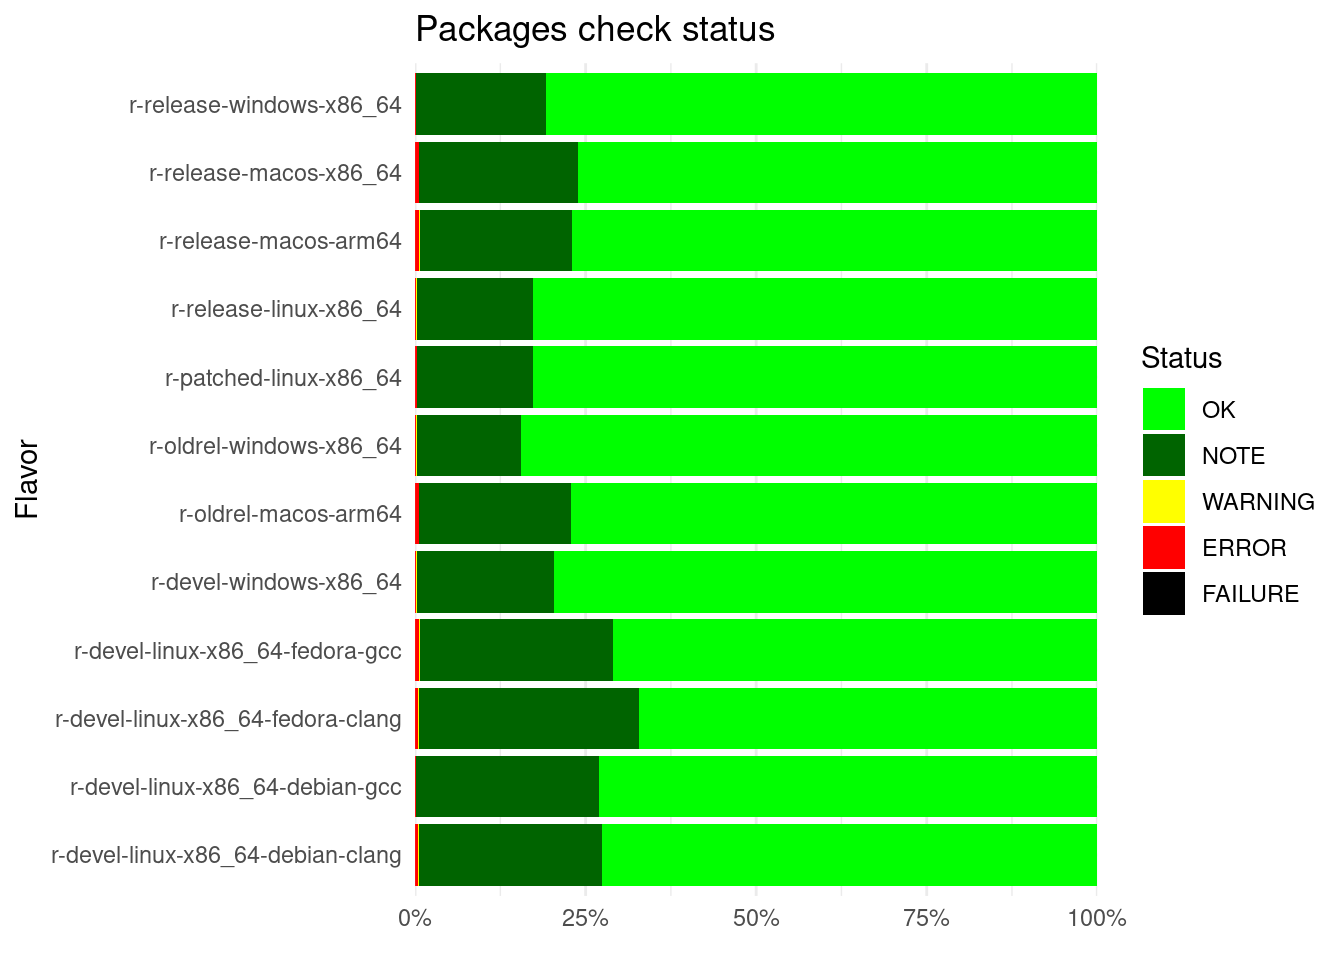 Packages check status
Flavor
r-release-windows-x86_64
r-release-macos-x86_64
r-release-macos-arm64
r-release-linux-x86_64
r-patched-linux-x86_64
r-oldrel-windows-x86_64
r-oldrel-macos-arm64
r-devel-windows-x86_64
r-devel-linux-x86_64-fedora-gcc
r-devel-linux-x86_64-fedora-clang
r-devel-linux-x86_64-debian-gcc
r-devel-linux-x86_64-debian-clang
0% 25% 50% 75% 100%
Status
OK
NOTE
WARNING
ERROR
FAILURE